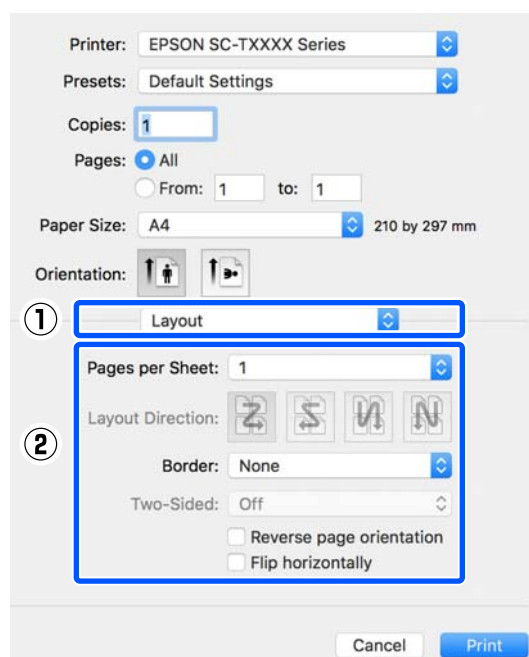 Printer: EPSON SC-TXXXX Series
Presets: Default Settings
Copies: 1
Pages: All
From: 1 to: 1
Paper Size: A4 210 by 297 mm
Orientation:
① Layout
Pages per Sheet: 1
Layout Direction:
②
Border: None
Two-Sided: Off
Reverse page orientation
Flip horizontally
Cancel Print